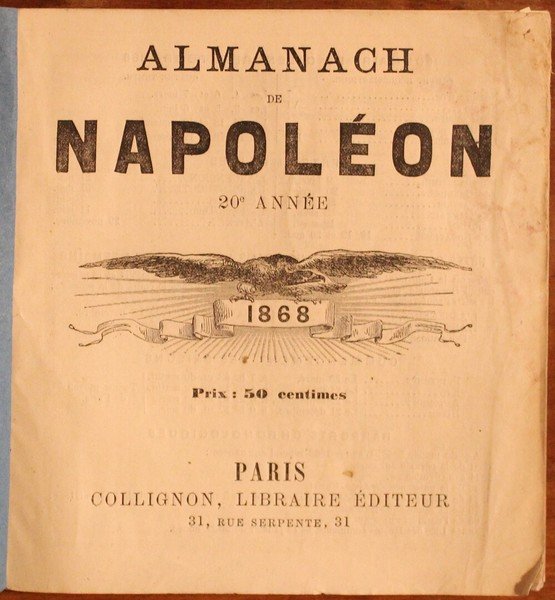 ALMANACH
DE
NAPOLÉON
20e ANNÉE
1868
Prix : 50 centimes
PARIS
COLLIGNON, LIBRAIRE ÉDITEUR
31, RUE SERPENTE, 31